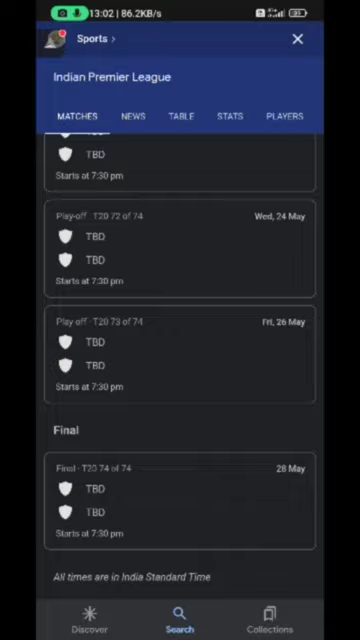 13:02 | 86.2KB/s
Sports >
Indian Premier League
MATCHES NEWS TABLE STATS PLAYERS
TBD
Starts at 7:30 pm
Play-off · T20 72 of 74 Wed, 24 May
TBD
TBD
Starts at 7:30 pm
Play-off · T20 73 of 74 Fri, 26 May
TBD
TBD
Starts at 7:30 pm
Final
Final · T20 74 of 74 28 May
TBD
TBD
Starts at 7:30 pm
All times are in India Standard Time
Discover Search Collections